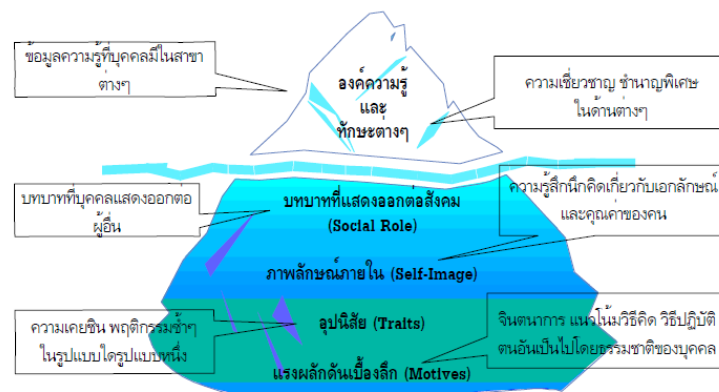 ข้อมูลความรู้ที่บุคคลมีในสาขา
ต่างๆ
องค์ความรู้
และ
ทักษะต่างๆ
ความเชี่ยวชาญ ชำนาญพิเศษ
ในด้านต่างๆ
บทบาทที่บุคคลแสดงออกต่อ
ผู้อื่น
บทบาทที่แสดงออกต่อสังคม
(Social Role)
ความรู้สึกนึกคิดเกี่ยวกับเอกลักษณ์
และคุณค่าของคน
ภาพลักษณ์ภายใน (Self-Image)
ความเคยชิน พฤติกรรมซ้ำๆ
ในรูปแบบใดรูปแบบหนึ่ง
อุปนิสัย (Traits)
แรงผลักดันเบื้องลึก (Motives)
จินตนาการ แนวโน้มวิธีคิด วิธีปฏิบัติ
ตนอันเป็นไปโดยธรรมชาติของบุคคล